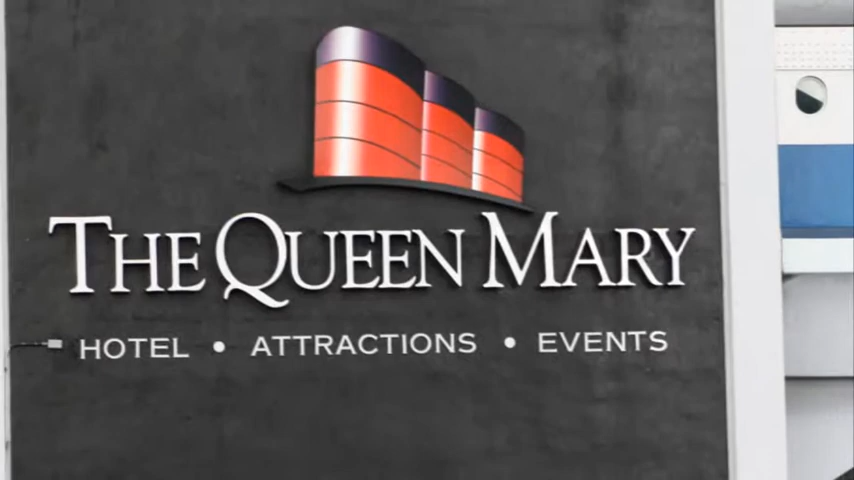 THE QUEEN MARY
HOTEL • ATTRACTIONS • EVENTS